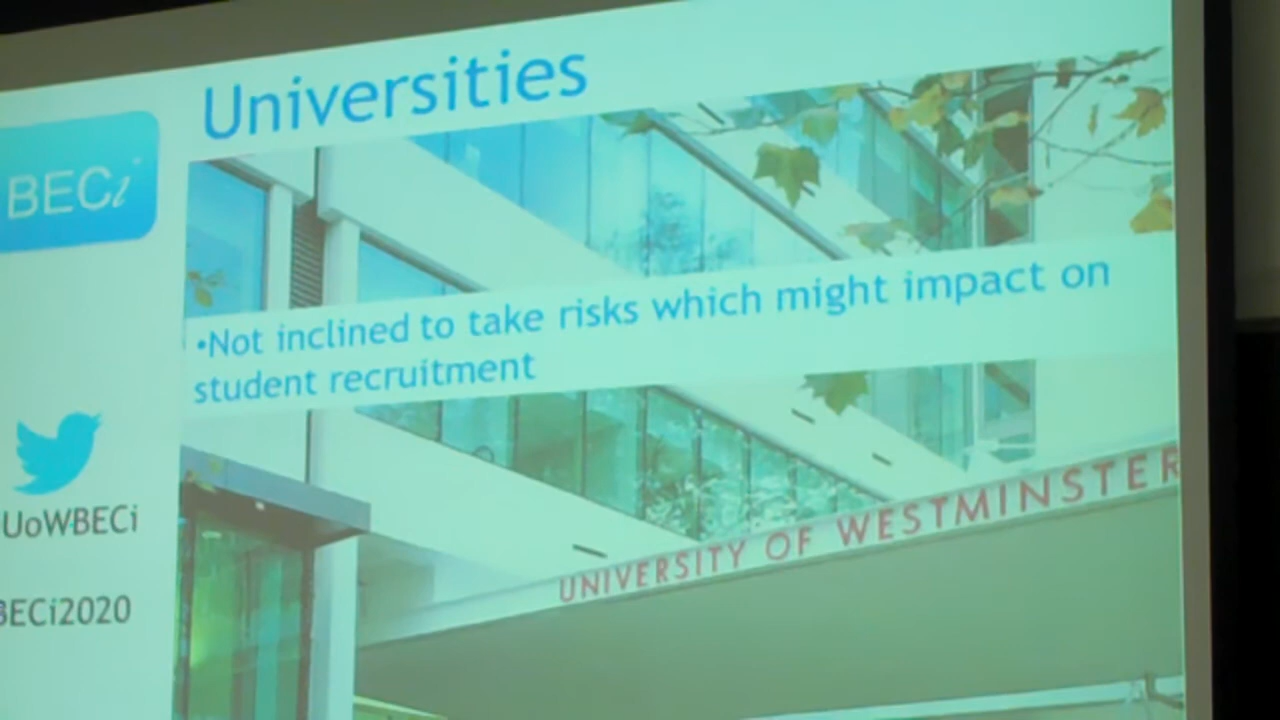 Universities
BECi
•Not inclined to take risks which might impact on
student recruitment
UoWBECi
BECi2020
UNIVERSITY OF WESTMINSTER